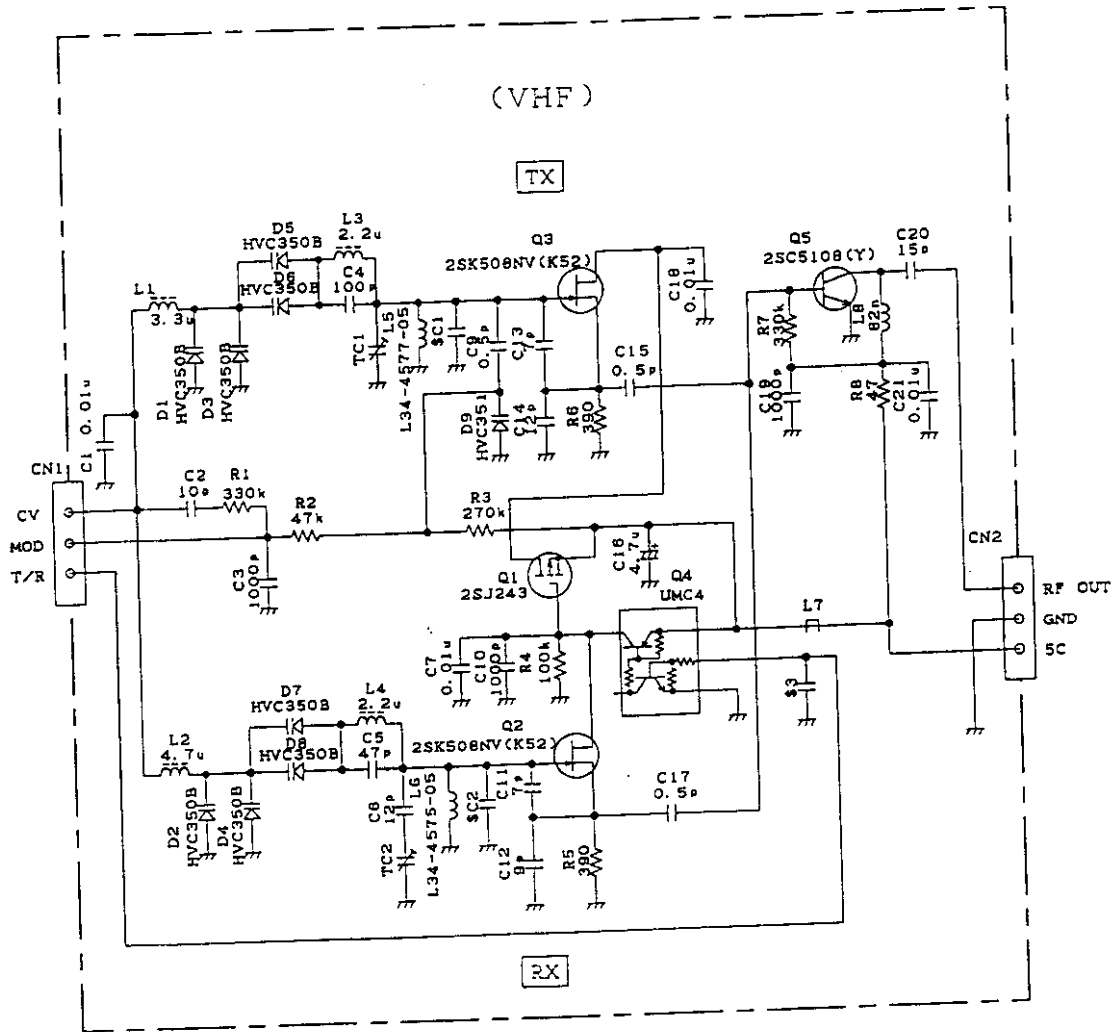 (VHF)
TX
D5
HVC350B
L3
2.2u
D6
HVC350B
C4
100p
L1
3.3u
D1
HVC350B
D3
HVC350B
TC1
L5
L34-4577-05
$C1
C9
0.5p
C13
7p
Q3
2SK508NV(K52)
C18
0.01u
Q5
2SC5108(Y)
C20
15p
R7
330k
L8
82n
C19
1000p
R8
47
C21
0.01u
C15
0.5p
D9
HVC351
C14
12p
R6
390
C1 0.01u
CN1
CV
MOD
T/R
C2
10p
R1
330k
R2
47k
R3
270k
C3
1000p
Q1
2SJ243
C16
4.7u
Q4
UMC4
L7
CN2
RF OUT
GND
5C
C7
0.01u
C10
1000p
R4
100k
$3
D7
HVC350B
L4
2.2u
D8
HVC350B
C5
47p
L2
4.7u
D2
HVC350B
D4
HVC350B
C6
12p
TC2
L6
L34-4575-05
$C2
C11
7p
Q2
2SK508NV(K52)
C17
0.5p
C12
9p
R5
390
RX